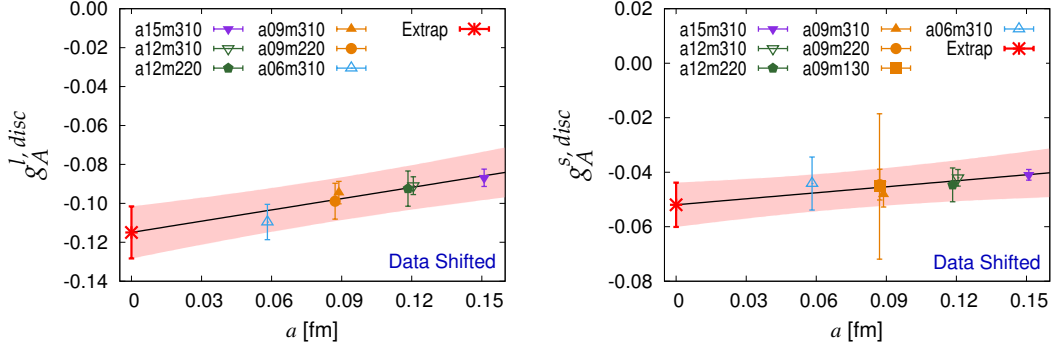 0.00
-0.02
-0.04
-0.06
-0.08
-0.10
-0.12
-0.14
g_A^{l, disc}
a15m310
a12m310
a12m220
a09m310
a09m220
a06m310
Extrap
Data Shifted
0 0.03 0.06 0.09 0.12 0.15
a [fm]
0.02
0.00
-0.02
-0.04
-0.06
-0.08
g_A^{s, disc}
a15m310
a12m310
a12m220
a09m310
a09m220
a09m130
a06m310
Extrap
Data Shifted
0 0.03 0.06 0.09 0.12 0.15
a [fm]